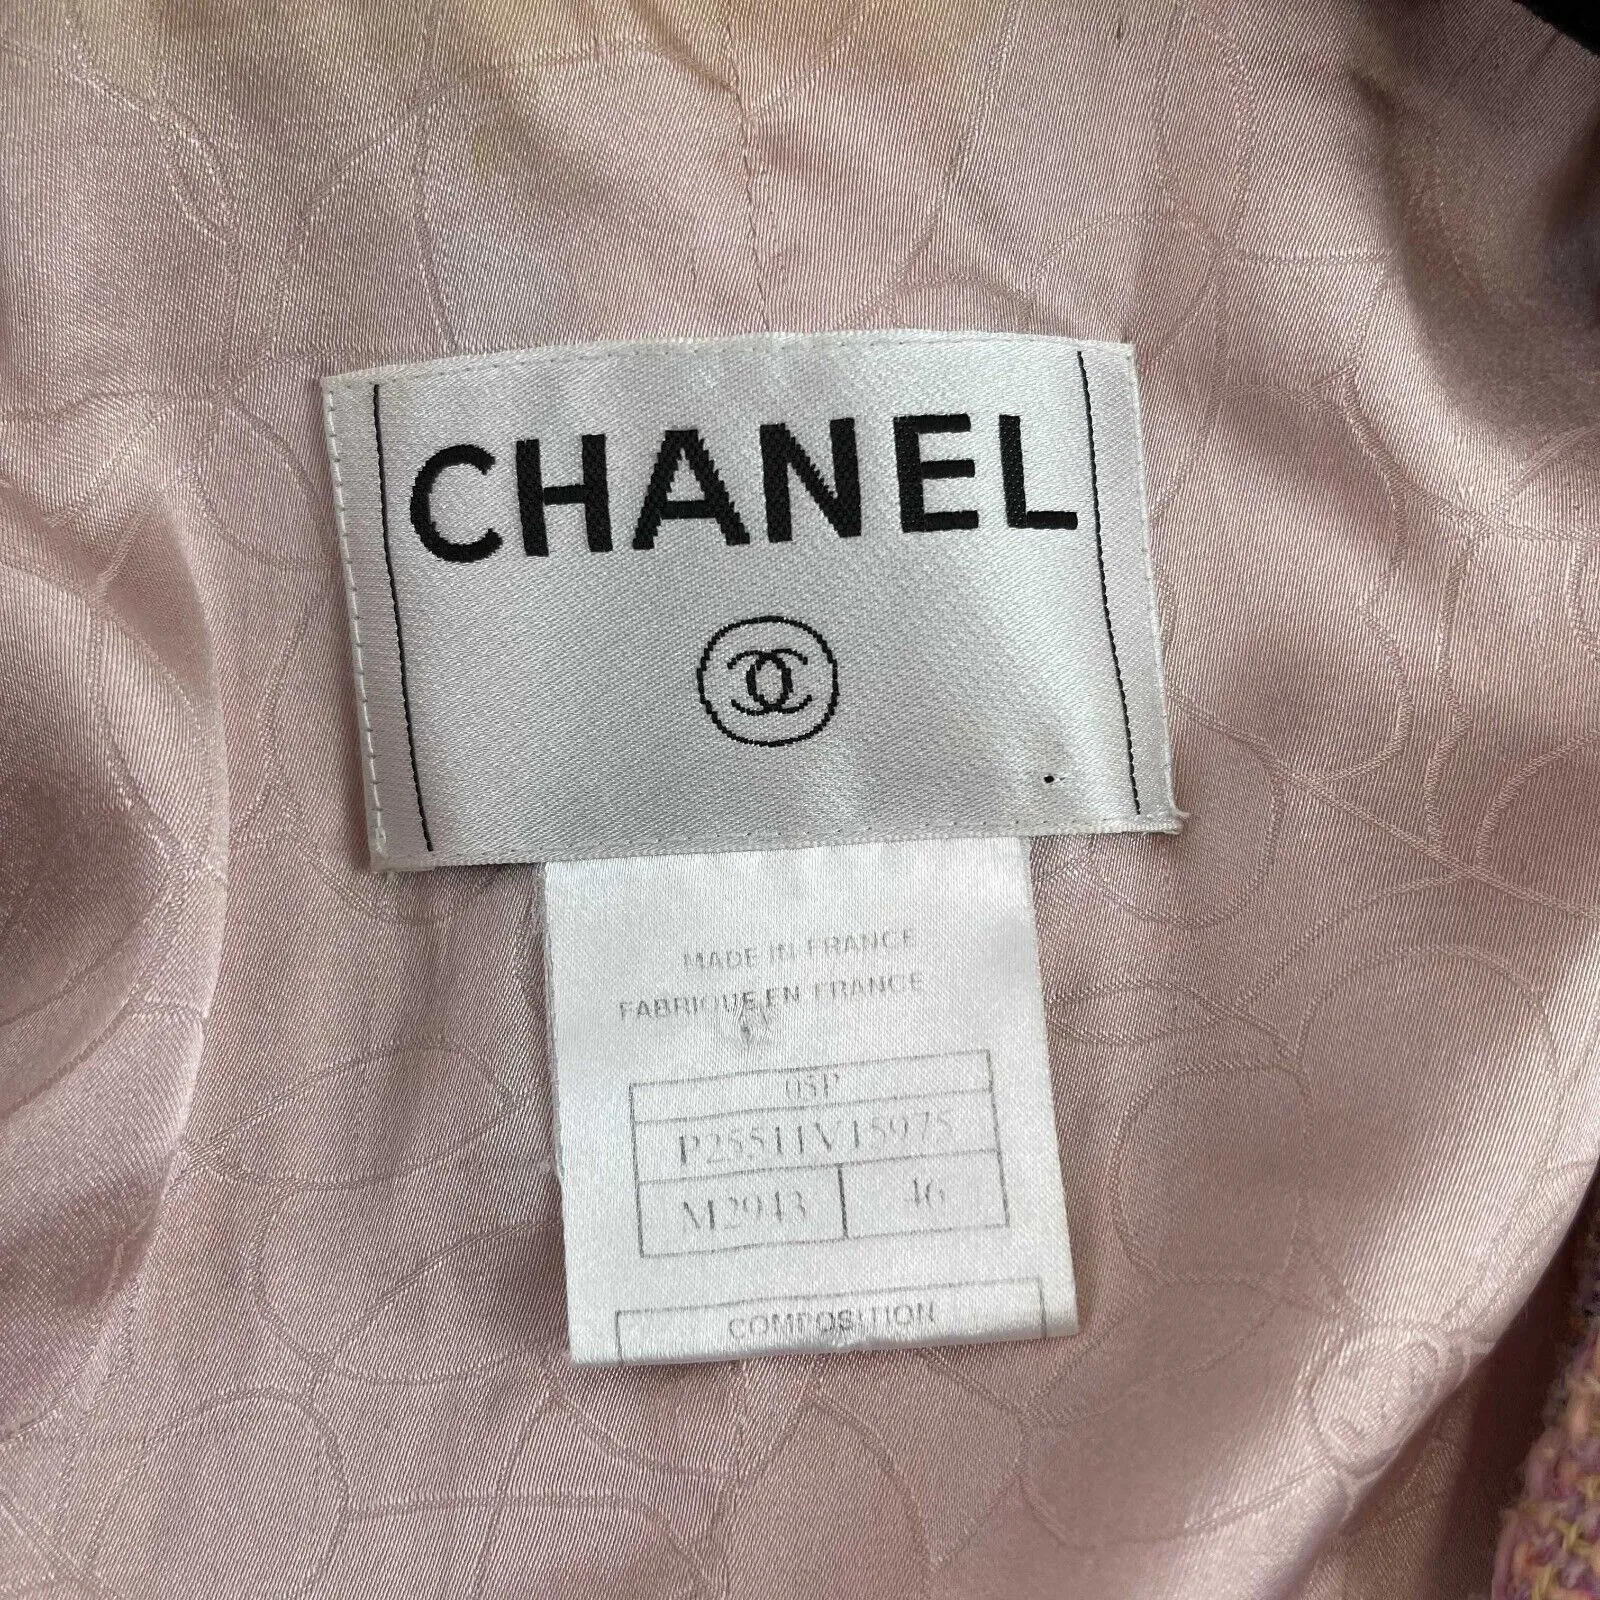 CHANEL
MADE IN FRANCE
FABRIQUE EN FRANCE
05P
P25511V15975
M2943 46
COMPOSITION